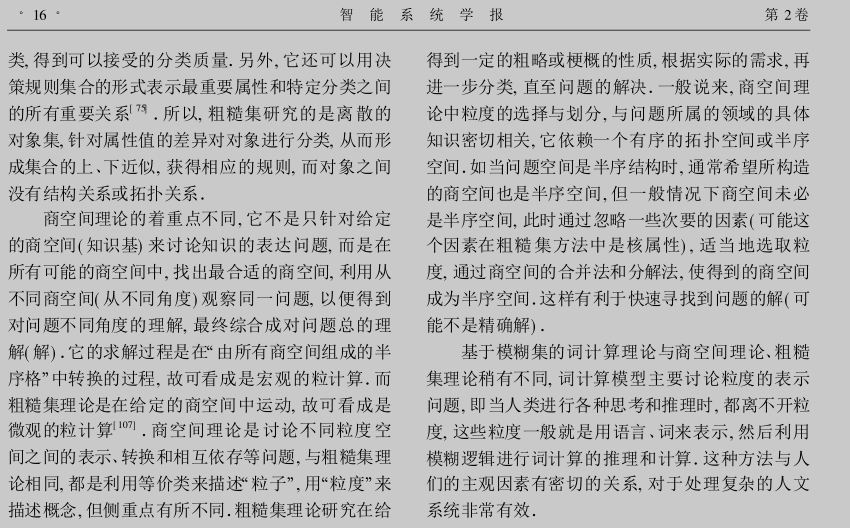 ° 16 ° 智 能 系 统 学 报 第 2 卷
类, 得到可以接受的分类质量. 另外, 它还可以用决
策规则集合的形式表示最重要属性和特定分类之间
的所有重要关系[75]. 所以, 粗糙集研究的是离散的
对象集, 针对属性值的差异对对象进行分类, 从而形
成集合的上、下近似, 获得相应的规则, 而对象之间
没有结构关系或拓扑关系.
商空间理论的着重点不同, 它不是只针对给定
的商空间(知识基) 来讨论知识的表达问题, 而是在
所有可能的商空间中, 找出最合适的商空间, 利用从
不同商空间(从不同角度) 观察同一问题, 以便得到
对问题不同角度的理解, 最终综合成对问题总的理
解(解) . 它的求解过程是在“由所有商空间组成的半
序格”中转换的过程, 故可看成是宏观的粒计算. 而
粗糙集理论是在给定的商空间中运动, 故可看成是
微观的粒计算[107]. 商空间理论是讨论不同粒度空
间之间的表示、转换和相互依存等问题, 与粗糙集理
论相同, 都是利用等价类来描述“粒子”, 用“粒度”来
描述概念, 但侧重点有所不同. 粗糙集理论研究在给
得到一定的粗略或梗概的性质, 根据实际的需求, 再
进一步分类, 直至问题的解决. 一般说来, 商空间理
论中粒度的选择与划分, 与问题所属的领域的具体
知识密切相关, 它依赖一个有序的拓扑空间或半序
空间. 如当问题空间是半序结构时, 通常希望所构造
的商空间也是半序空间, 但一般情况下商空间未必
是半序空间, 此时通过忽略一些次要的因素(可能这
个因素在粗糙集方法中是核属性) , 适当地选取粒
度, 通过商空间的合并法和分解法, 使得到的商空间
成为半序空间. 这样有利于快速寻找到问题的解(可
能不是精确解) .
基于模糊集的词计算理论与商空间理论、粗糙
集理论稍有不同, 词计算模型主要讨论粒度的表示
问题, 即当人类进行各种思考和推理时, 都离不开粒
度, 这些粒度一般就是用语言、词来表示, 然后利用
模糊逻辑进行词计算的推理和计算. 这种方法与人
们的主观因素有密切的关系, 对于处理复杂的人文
系统非常有效.